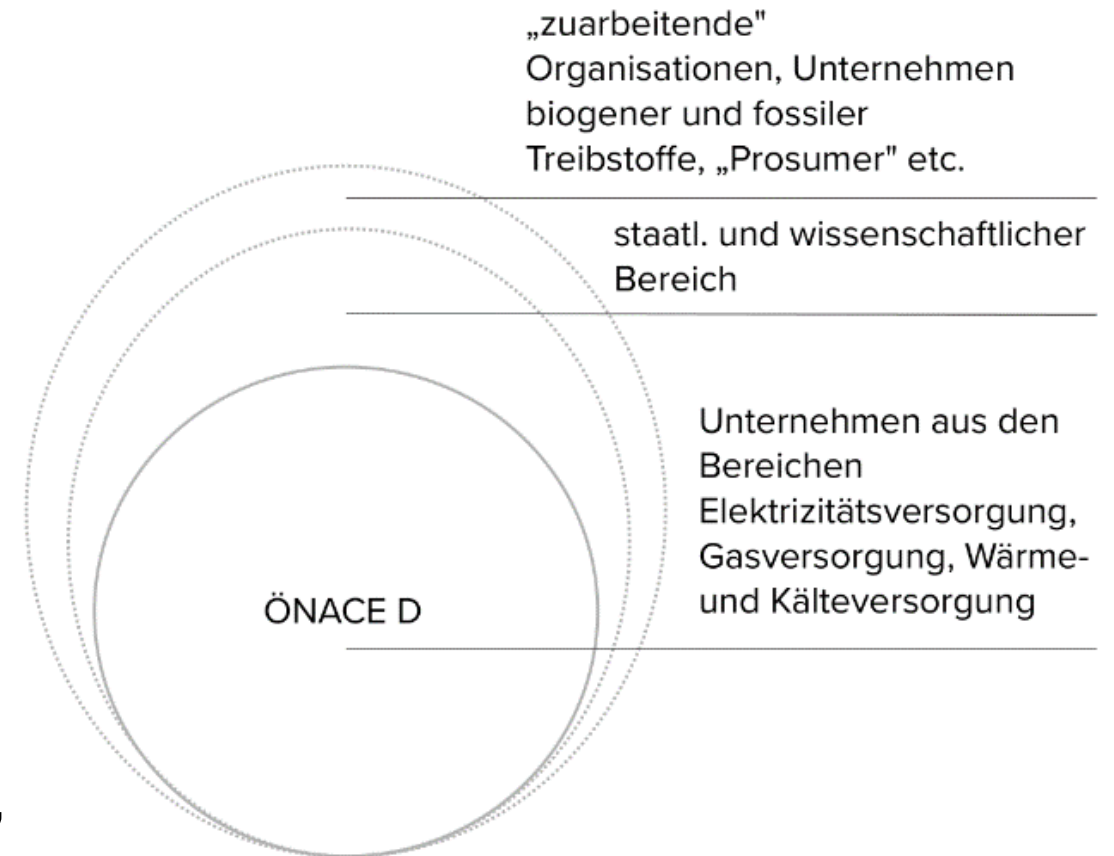 „zuarbeitende"
Organisationen, Unternehmen
biogener und fossiler
Treibstoffe, „Prosumer" etc.
staatl. und wissenschaftlicher
Bereich
Unternehmen aus den
Bereichen
Elektrizitätsversorgung,
Gasversorgung, Wärme-
und Kälteversorgung
ÖNACE D